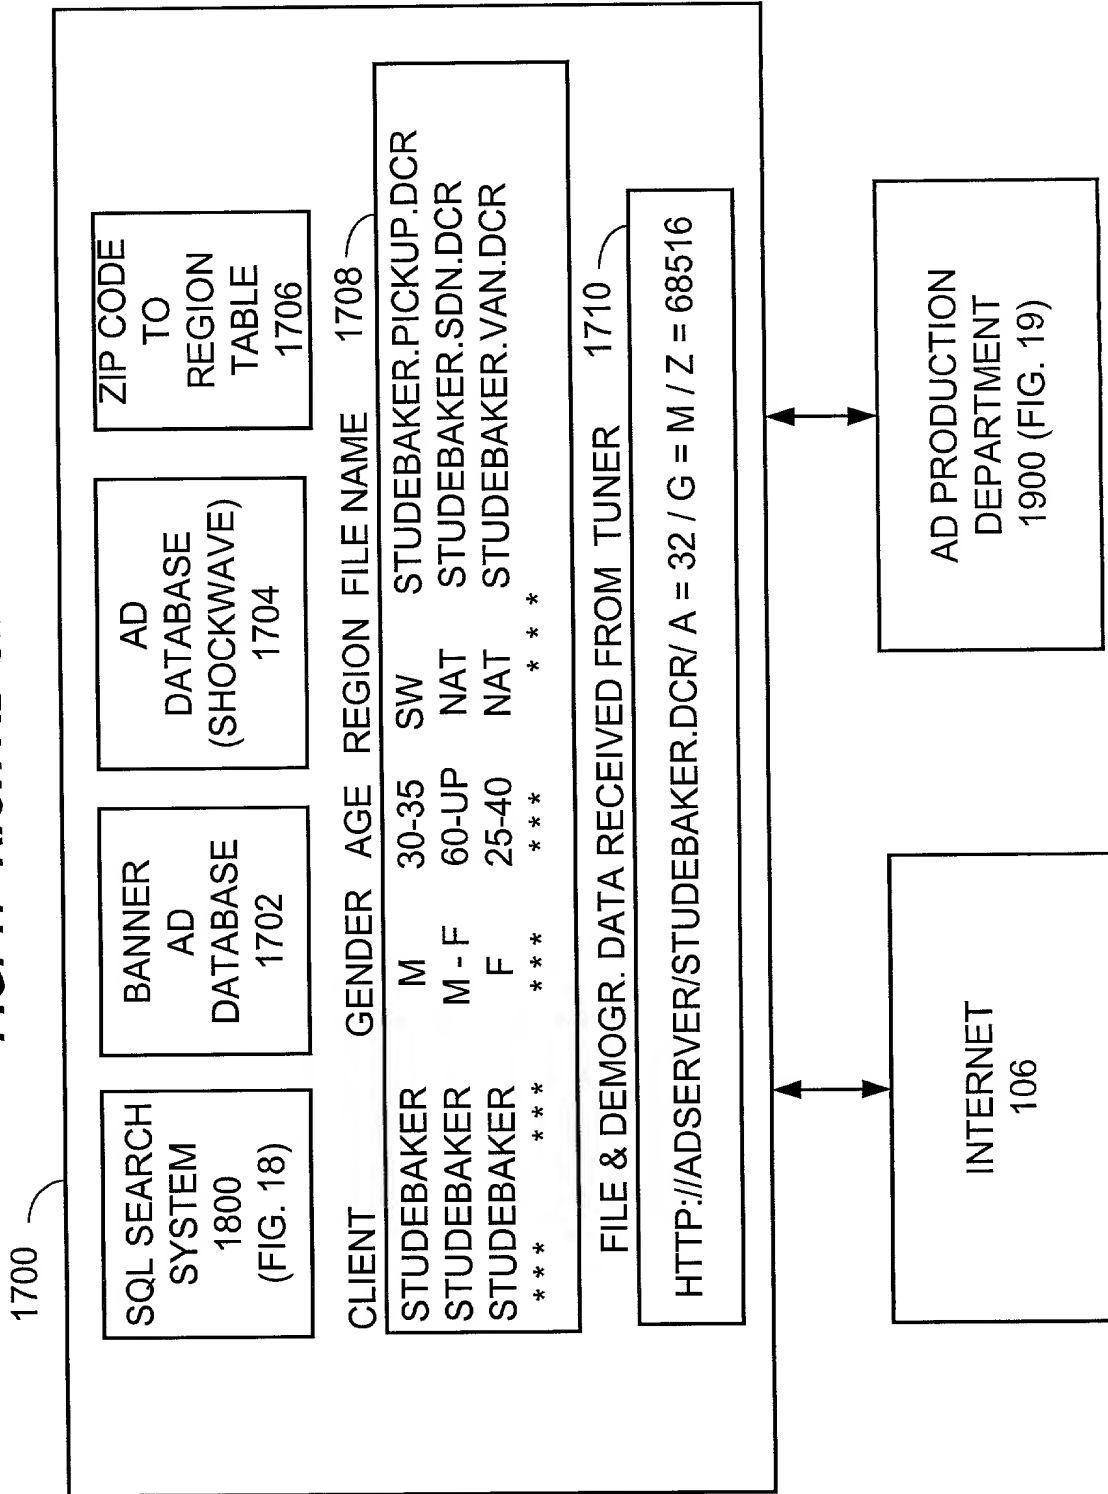 1700
SQL SEARCH
SYSTEM
1800
(FIG. 18)
BANNER
AD
DATABASE
1702
AD
DATABASE
(SHOCKWAVE)
1704
ZIP CODE
TO
REGION
TABLE
1706
CLIENT GENDER AGE REGION FILE NAME 1708
STUDEBAKER M 30-35 SW STUDEBAKER.PICKUP.DCR
STUDEBAKER M - F 60-UP NAT STUDEBAKER.SDN.DCR
STUDEBAKER F 25-40 NAT STUDEBAKER.VAN.DCR
*** *** *** *** ***
FILE & DEMOGR. DATA RECEIVED FROM TUNER 1710
HTTP://ADSERVER/STUDEBAKER.DCR/ A = 32 / G = M / Z = 68516
INTERNET
106
AD PRODUCTION
DEPARTMENT
1900 (FIG. 19)